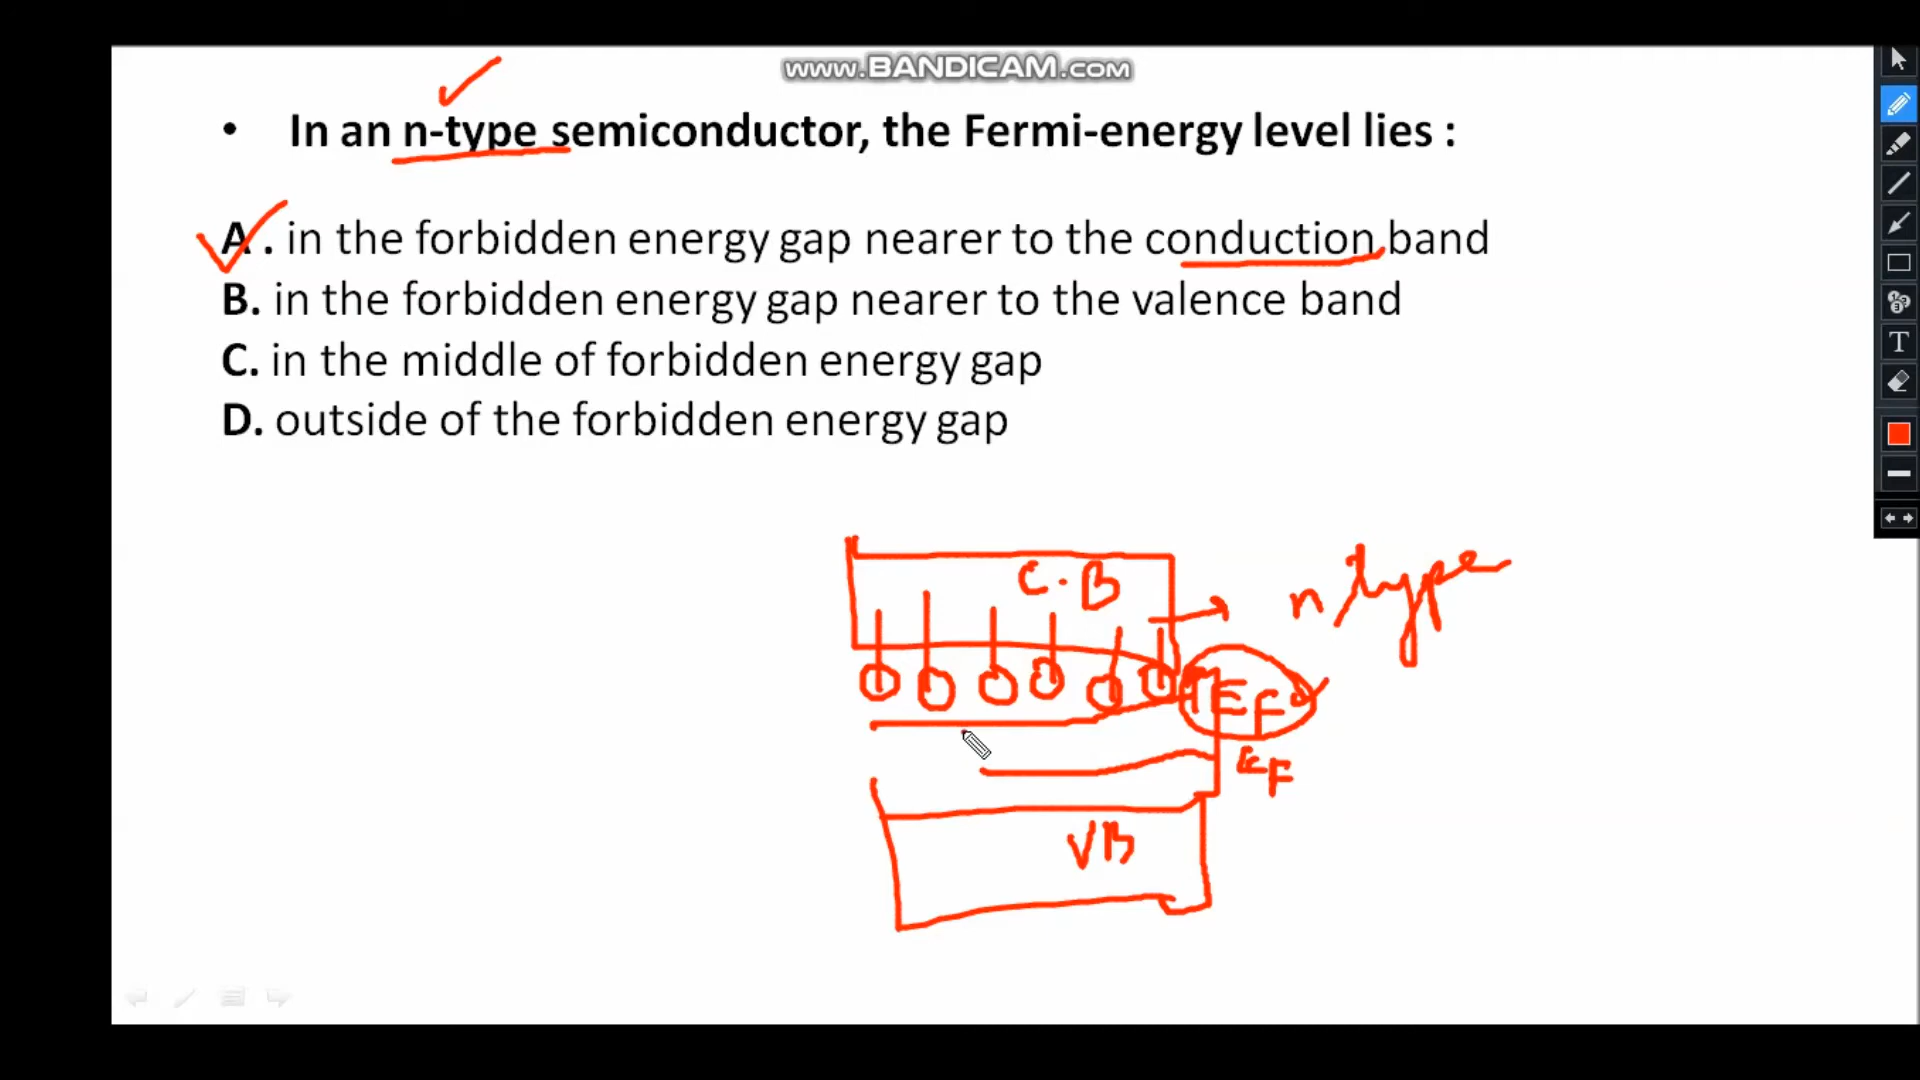 www.BANDICAM.com
• In an n-type semiconductor, the Fermi-energy level lies :
A . in the forbidden energy gap nearer to the conduction band
B. in the forbidden energy gap nearer to the valence band
C. in the middle of forbidden energy gap
D. outside of the forbidden energy gap
C.B
n type
EF
EF
VB